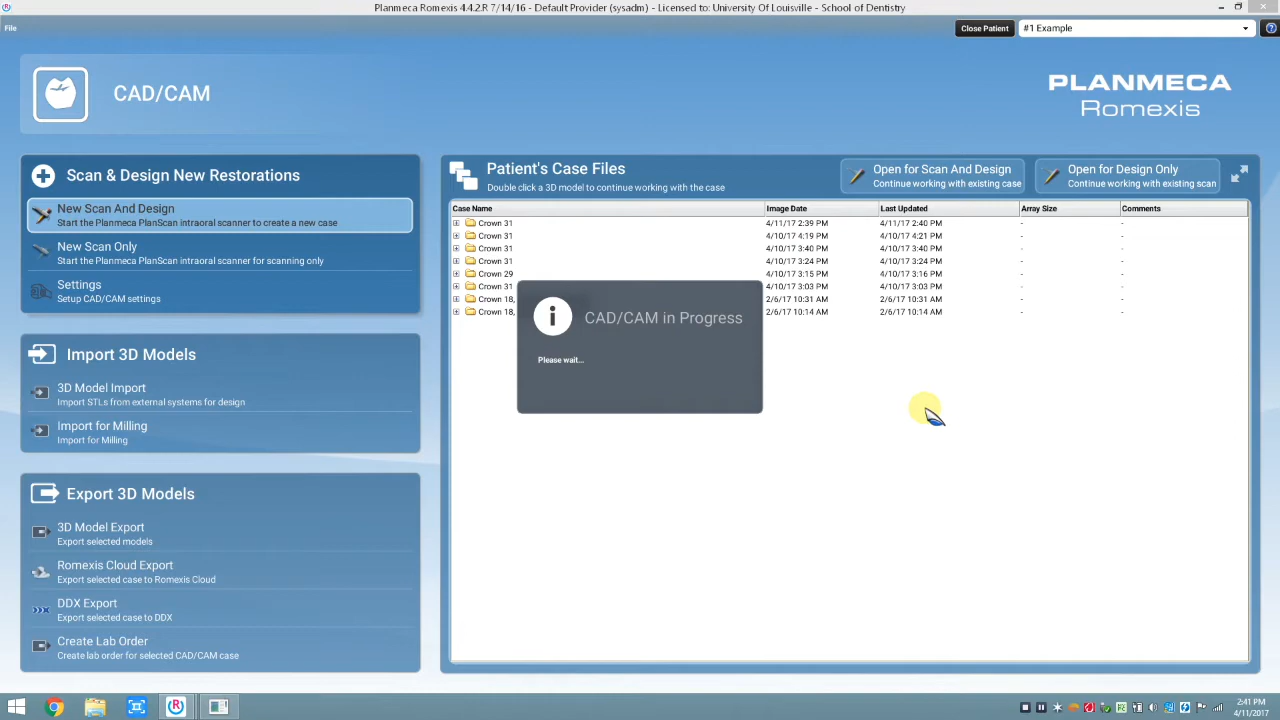 Planmeca Romexis 4.4.2.R 7/14/16 - Default Provider (sysadm) - Licensed to: University Of Louisville - School of Dentistry
File
Close Patient
#1 Example
CAD/CAM
PLANMECA
Romexis
Scan & Design New Restorations
New Scan And Design
Start the Planmeca PlanScan intraoral scanner to create a new case
New Scan Only
Start the Planmeca PlanScan intraoral scanner for scanning only
Settings
Setup CAD/CAM settings
Import 3D Models
3D Model Import
Import STLs from external systems for design
Import for Milling
Import for Milling
Export 3D Models
3D Model Export
Export selected models
Romexis Cloud Export
Export selected case to Romexis Cloud
DDX Export
Export selected case to DDX
Create Lab Order
Create lab order for selected CAD/CAM case
Patient's Case Files
Double click a 3D model to continue working with the case
Open for Scan And Design
Continue working with existing case
Open for Design Only
Continue working with existing scan
Case Name Image Date Last Updated Array Size Comments
Crown 31 4/11/17 2:39 PM 4/11/17 2:40 PM - -
Crown 31 4/10/17 4:19 PM 4/10/17 4:21 PM - -
Crown 31 4/10/17 3:40 PM 4/10/17 3:40 PM - -
Crown 31 4/10/17 3:24 PM 4/10/17 3:24 PM - -
Crown 29 4/10/17 3:15 PM 4/10/17 3:16 PM - -
Crown 31 4/10/17 3:03 PM 4/10/17 3:03 PM - -
Crown 18, 2/6/17 10:31 AM 2/6/17 10:31 AM - -
Crown 18, 2/6/17 10:14 AM 2/6/17 10:14 AM - -
CAD/CAM in Progress
Please wait...
2:41 PM
4/11/2017